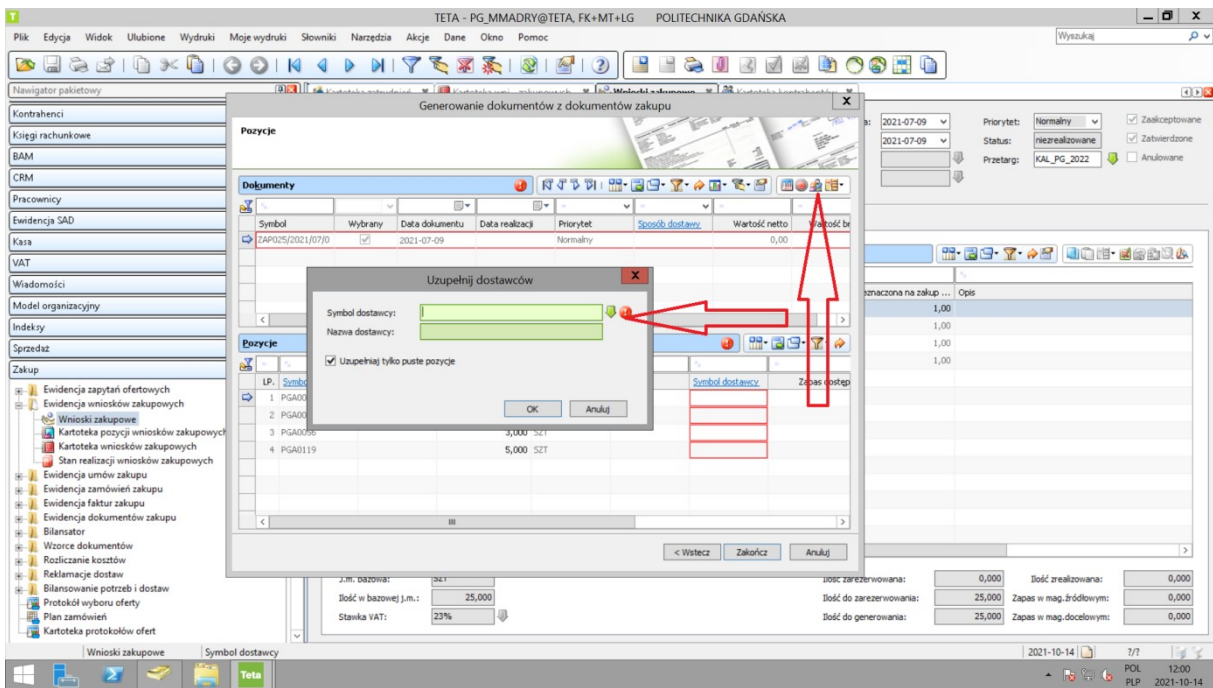 TETA - PG_MMADRY@TETA, FK+MT+LG POLITECHNIKA GDAŃSKA
Plik Edycja Widok Ulubione Wydruki Moje wydruki Słowniki Narzędzia Akcje Dane Okno Pomoc
Wyszukaj
Nawigator pakietowy
Kontrahenci
Księgi rachunkowe
BAM
CRM
Pracownicy
Ewidencja SAD
Kasa
VAT
Wiadomości
Model organizacyjny
Indeksy
Sprzedaż
Zakup
Ewidencja zapytań ofertowych
Ewidencja wniosków zakupowych
Wnioski zakupowe
Kartoteka pozycji wniosków zakupowych
Kartoteka wniosków zakupowych
Stan realizacji wniosków zakupowych
Ewidencja umów zakupu
Ewidencja zamówień zakupu
Ewidencja faktur zakupu
Ewidencja dokumentów zakupu
Bilansator
Wzorce dokumentów
Rozliczanie kosztów
Reklamacje dostaw
Bilansowanie potrzeb i dostaw
Protokół wyboru oferty
Plan zamówień
Kartoteka protokołów ofert
Generowanie dokumentów z dokumentów zakupu
Pozycje
Dokumenty
Symbol Wybrany Data dokumentu Data realizacji Priorytet Sposób dostawy Wartość netto Wartość br
ZAP025/2021/07/0 2021-07-09 Normalny 0,00
Uzupełnij dostawców
Symbol dostawcy:
Nazwa dostawcy:
Uzupełniaj tylko puste pozycje
OK Anuluj
Pozycje
LP. Symbo Symbol dostawcy Zapas dostęp
1 PGA00
2 PGA00
3 PGA0056 3,000 SZT
4 PGA0119 5,000 SZT
< Wstecz Zakończ Anuluj
2021-07-09 Priorytet: Normalny Zaakceptowane
2021-07-09 Status: niezrealizowane Zatwierdzone
Przetarg: KAL_PG_2022 Anulowane
eznaczona na zakup ... Opis
1,00
1,00
1,00
1,00
J.m. bazowa: SZT Ilość zarezerwowana: 0,000 Ilość zrealizowana: 0,000
Ilość w bazowej j.m.: 25,000 Ilość do zarezerwowania: 25,000 Zapas w mag.źródłowym: 0,000
Stawka VAT: 23% Ilość do generowania: 25,000 Zapas w mag.docelowym: 0,000
Wnioski zakupowe Symbol dostawcy 2021-10-14 ?/?
Teta
POL 12:00
PLP 2021-10-14